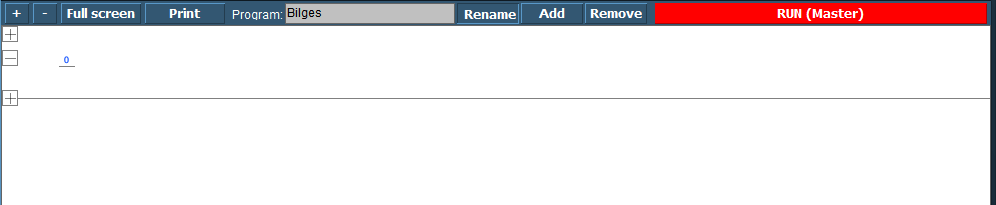 + - Full screen Print Program: Bilges Rename Add Remove RUN (Master)
0